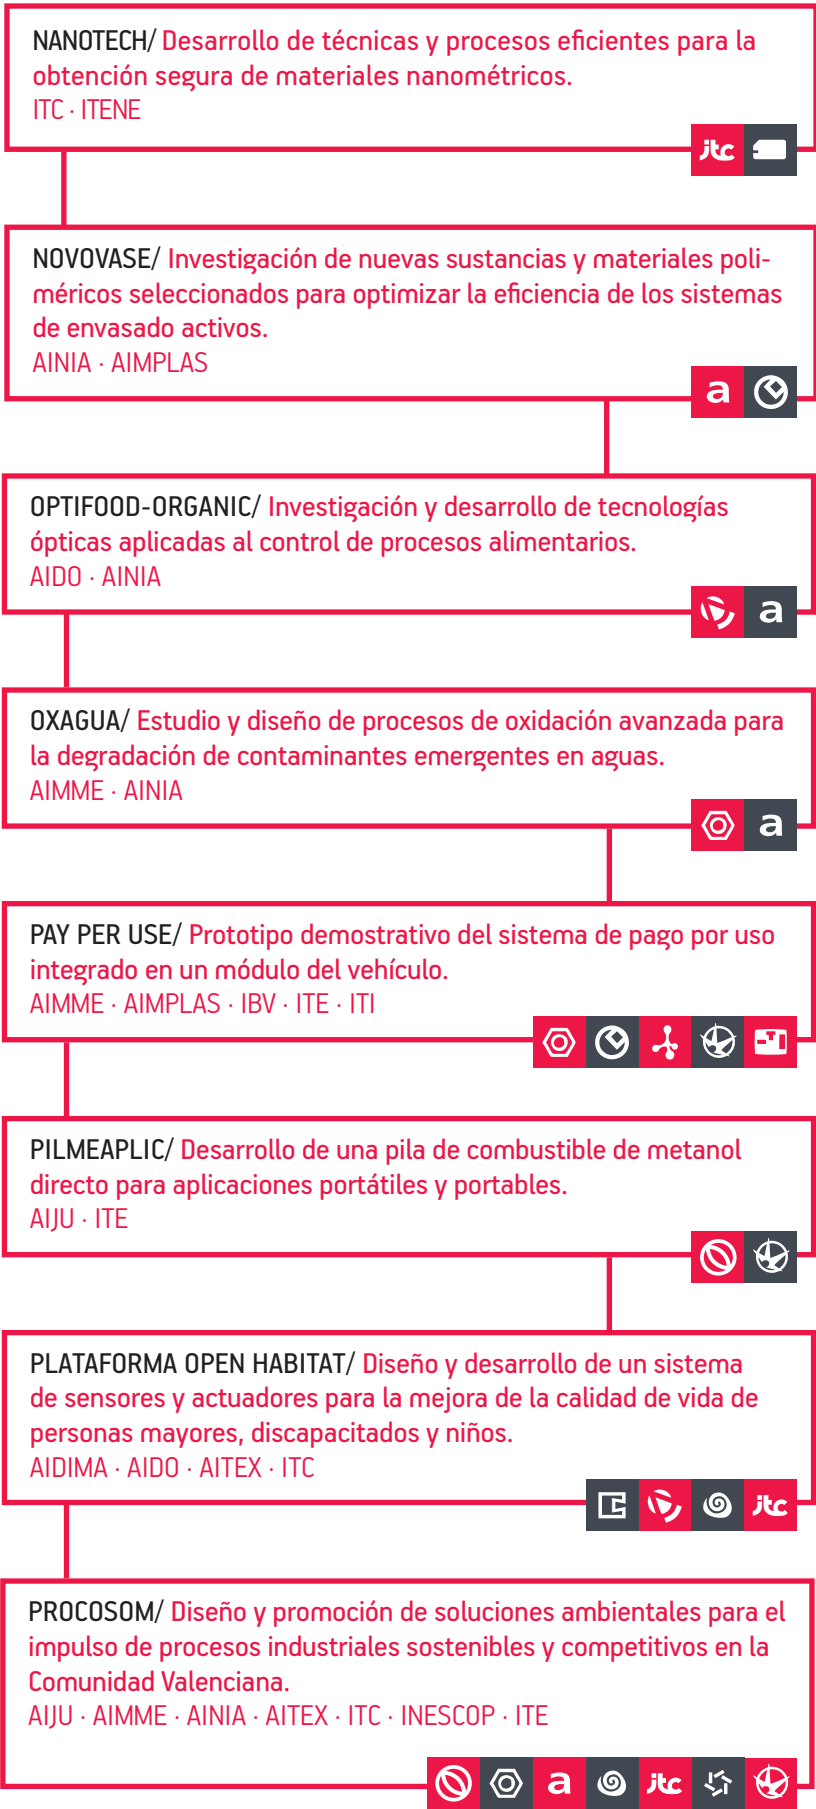 NANOTECH/ Desarrollo de técnicas y procesos eficientes para la
obtención segura de materiales nanométricos.
ITC · ITENE
itc
NOVOVASE/ Investigación de nuevas sustancias y materiales poli-
méricos seleccionados para optimizar la eficiencia de los sistemas
de envasado activos.
AINIA · AIMPLAS
a
OPTIFOOD-ORGANIC/ Investigación y desarrollo de tecnologías
ópticas aplicadas al control de procesos alimentarios.
AIDO · AINIA
a
OXAGUA/ Estudio y diseño de procesos de oxidación avanzada para
la degradación de contaminantes emergentes en aguas.
AIMME · AINIA
a
PAY PER USE/ Prototipo demostrativo del sistema de pago por uso
integrado en un módulo del vehículo.
AIMME · AIMPLAS · IBV · ITE · ITI
PILMEAPLIC/ Desarrollo de una pila de combustible de metanol
directo para aplicaciones portátiles y portables.
AIJU · ITE
PLATAFORMA OPEN HABITAT/ Diseño y desarrollo de un sistema
de sensores y actuadores para la mejora de la calidad de vida de
personas mayores, discapacitados y niños.
AIDIMA · AIDO · AITEX · ITC
itc
PROCOSOM/ Diseño y promoción de soluciones ambientales para el
impulso de procesos industriales sostenibles y competitivos en la
Comunidad Valenciana.
AIJU · AIMME · AINIA · AITEX · ITC · INESCOP · ITE
a itc